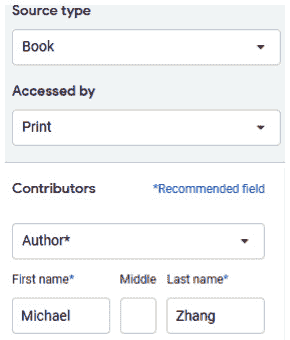 Source type
Book
Accessed by
Print
Contributors *Recommended field
Author*
First name* Middle Last name*
Michael Zhang